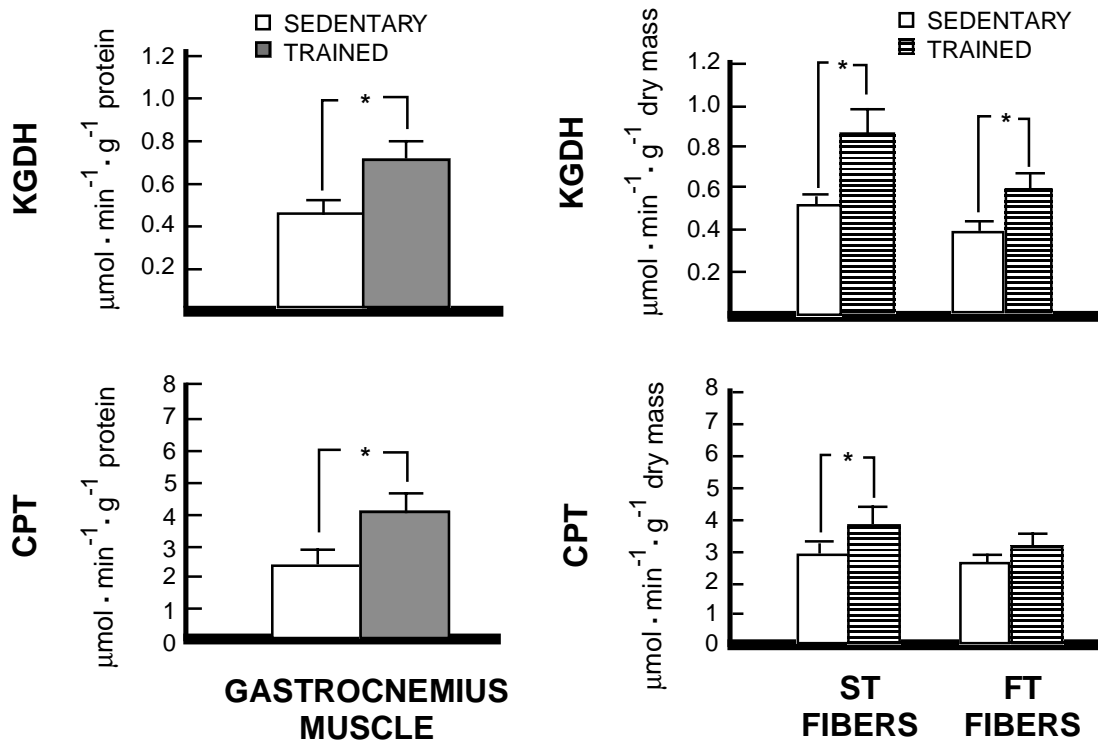 SEDENTARY
TRAINED
KGDH
μmol · min⁻¹ · g⁻¹ protein
1.2
1.0
0.8
0.6
0.4
0.2
*
SEDENTARY
TRAINED
KGDH
μmol · min⁻¹ · g⁻¹ dry mass
1.2
1.0
0.8
0.6
0.4
0.2
*
*
CPT
μmol · min⁻¹ · g⁻¹ protein
8
7
6
5
4
3
2
1
0
*
GASTROCNEMIUS
MUSCLE
CPT
μmol · min⁻¹ · g⁻¹ dry mass
8
7
6
5
4
3
2
1
0
*
ST
FIBERS
FT
FIBERS